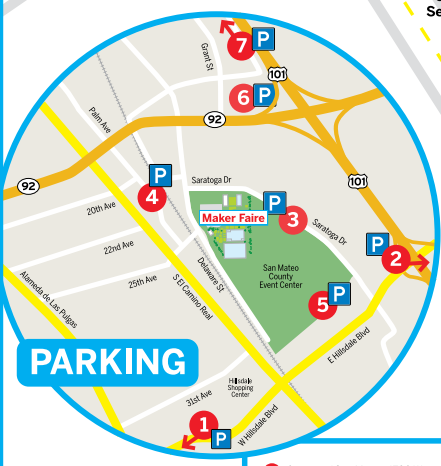 Se
7
P
Grant St
101
6
P
92
Palm Ave
P
4
Saratoga Dr
92
101
20th Ave
Maker Faire
P
3
Saratoga Dr
P
2
22nd Ave
Delaware St
San Mateo
County
Event Center
25th Ave
S El Camino Real
5
P
Alameda de Las Pulgas
E Hillsdale Blvd
PARKING
Hillsdale
Shopping
Center
31st Ave
1
P
W Hillsdale Blvd